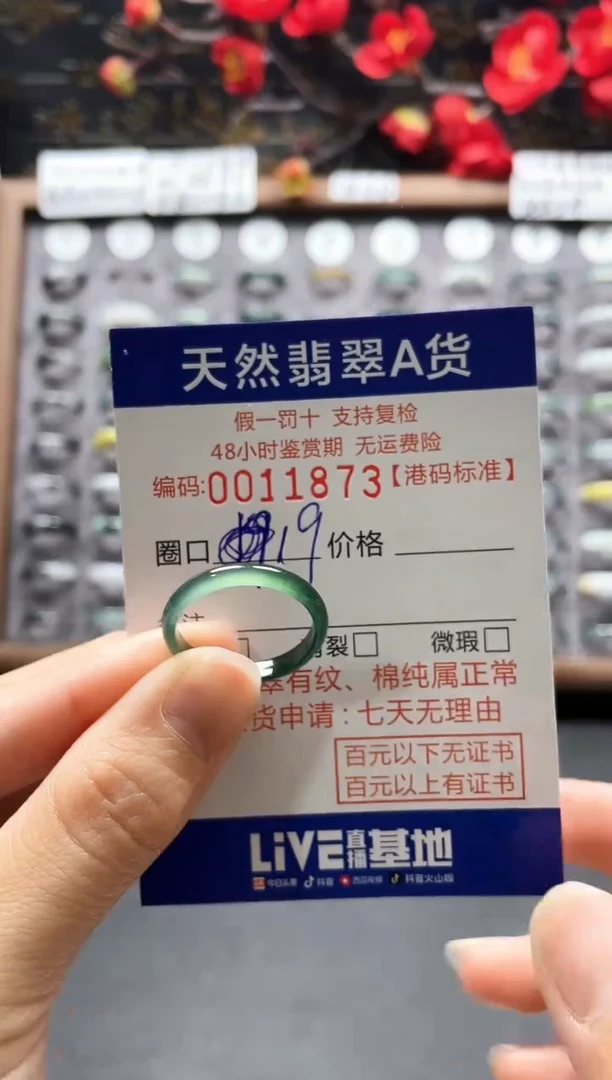 天然翡翠A货
假一罚十 支持复检
48小时鉴赏期 无运费险
编码:0011873【港码标准】
圈口 19 价格
注
裂□ 微瑕□
翠有纹、棉纯属正常
货申请:七天无理由
百元以下无证书
百元以上有证书
LiVE直播基地
今日头条 抖音 西瓜视频 抖音火山版